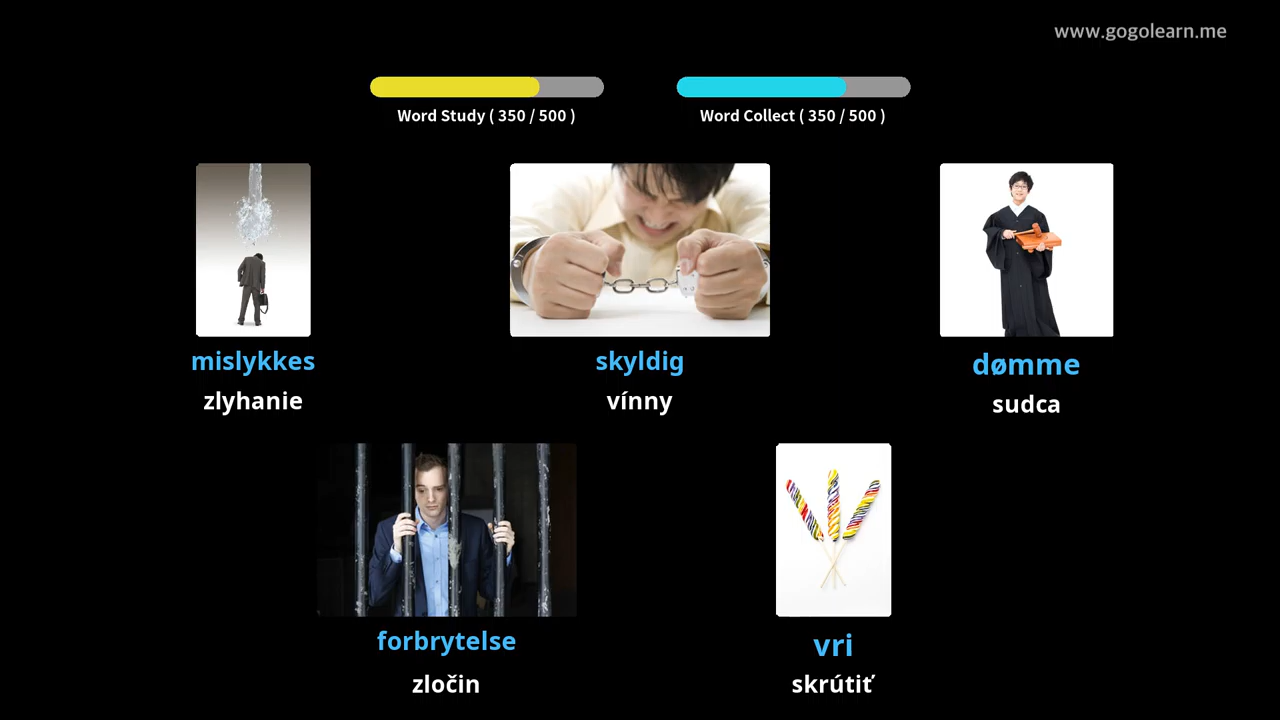 www.gogolearn.me
Word Study ( 350 / 500 )
Word Collect ( 350 / 500 )
mislykkes
zlyhanie
skyldig
vínny
dømme
sudca
forbrytelse
zločin
vri
skrútiť